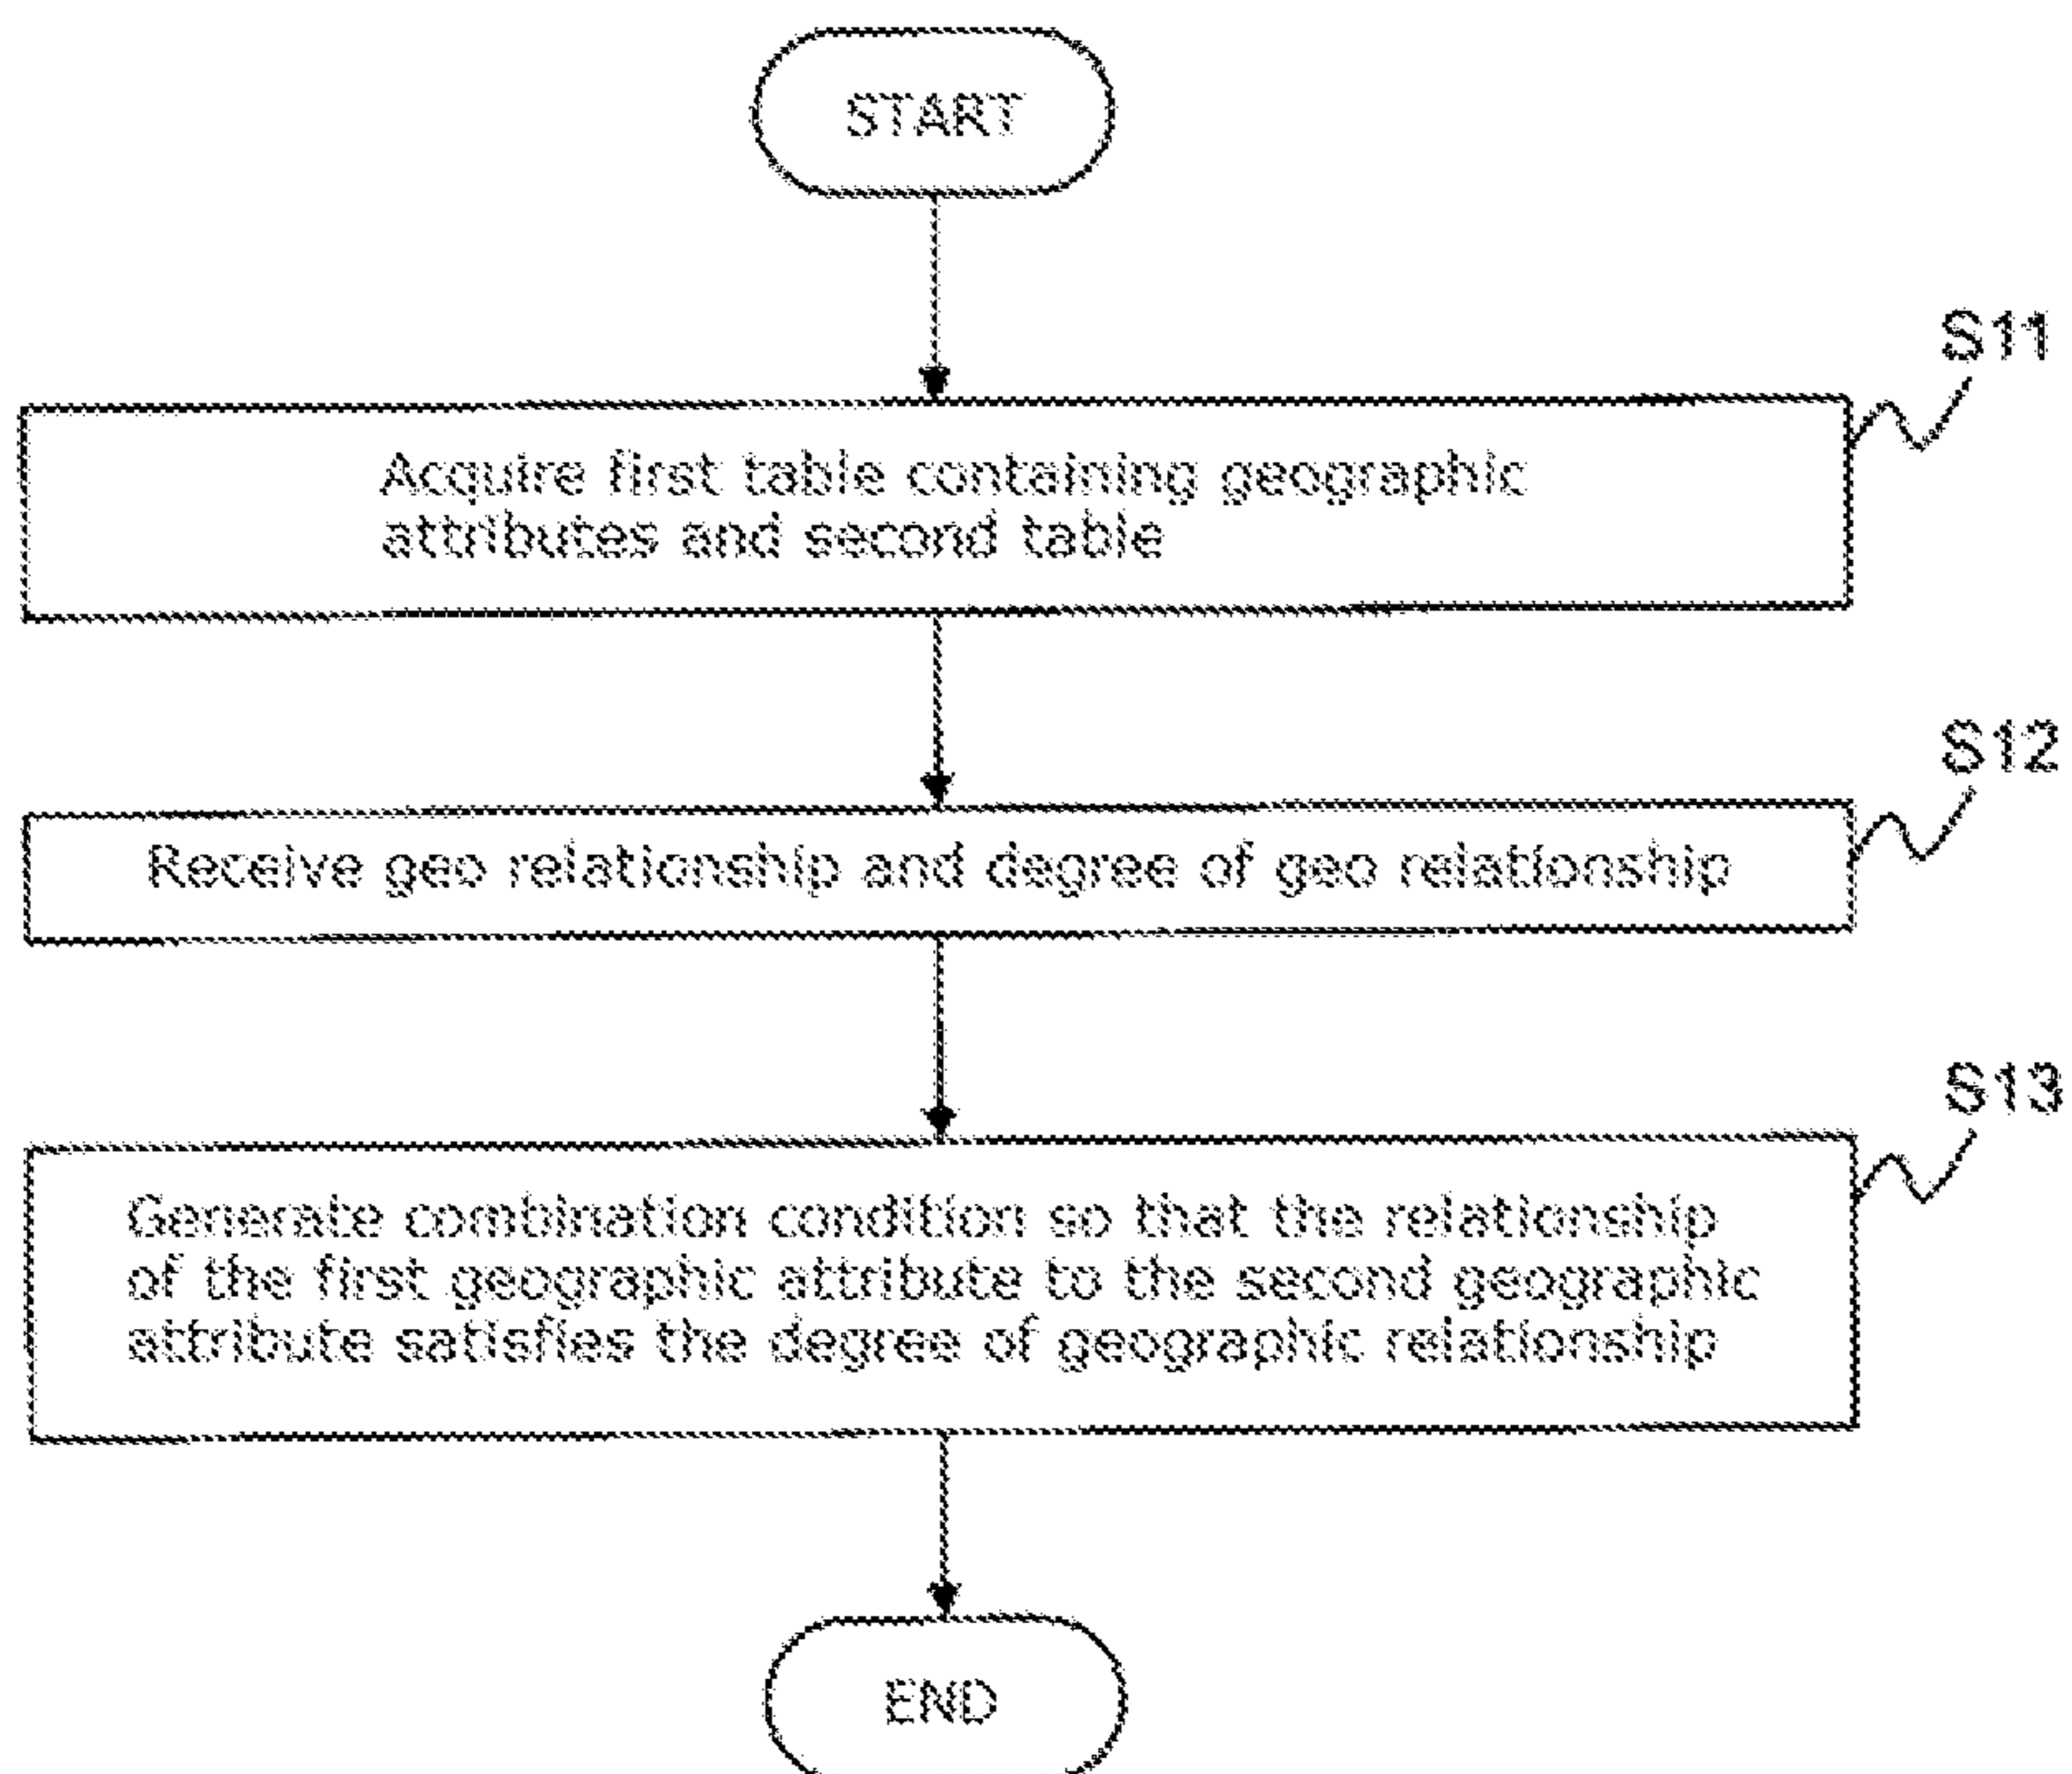 START
S11
Acquire first table containing geographic
attributes and second table
S12
Receive geo relationship and degree of geo relationship
S13
Generate combination condition so that the relationship
of the first geographic attribute to the second geographic
attribute satisfies the degree of geographic relationship
END